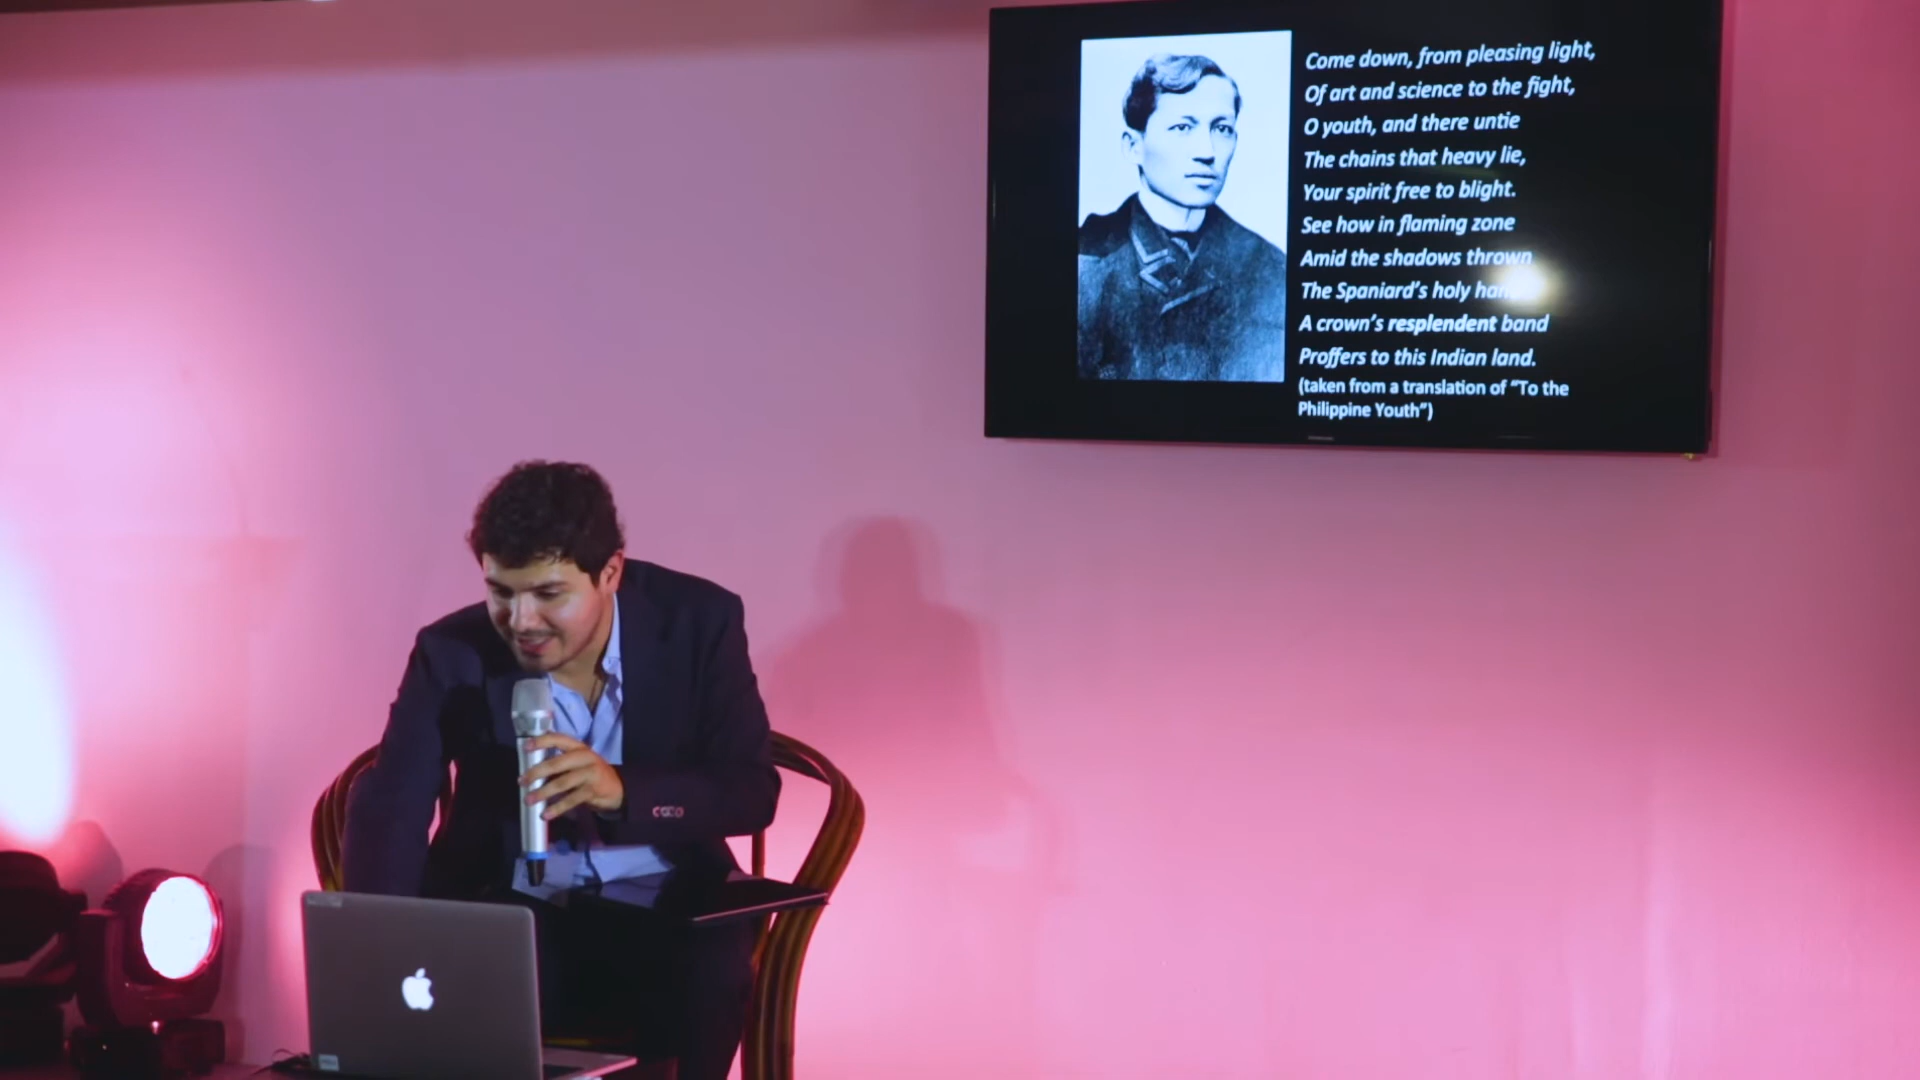 Come down, from pleasing light,
Of art and science to the fight,
O youth, and there untie
The chains that heavy lie,
Your spirit free to blight.
See how in flaming zone
Amid the shadows thrown
The Spaniard's holy
A crown's resplendent band
Proffers to this Indian land.
(taken from a translation of "To the
Philippine Youth")